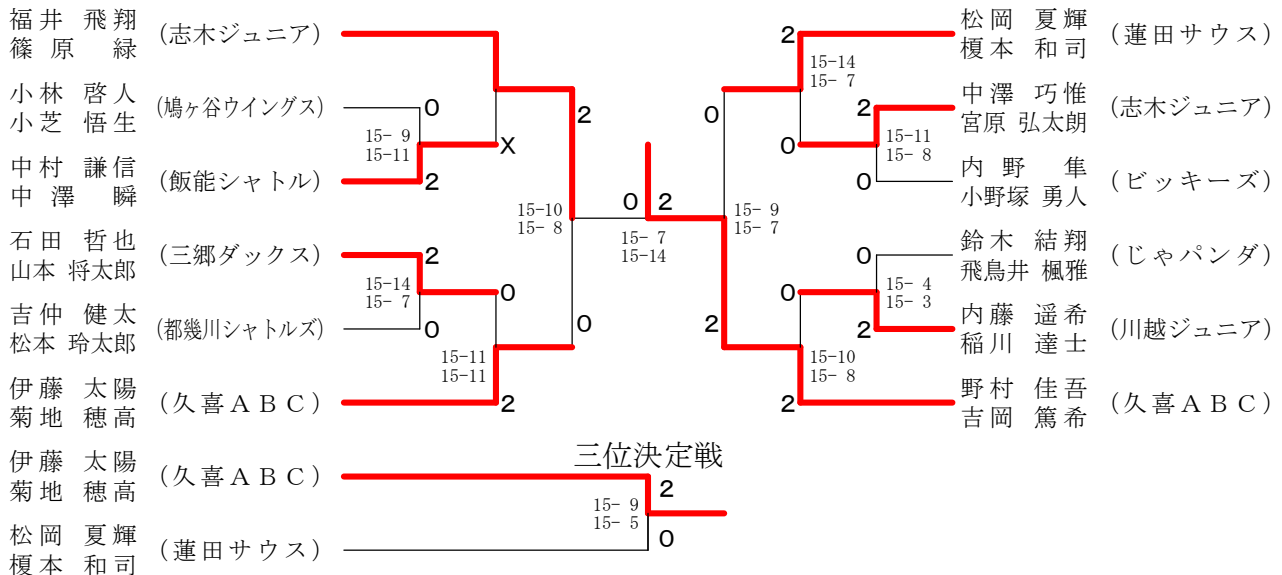 福井 飛翔
篠原 緑
(志木ジュニア)
小林 啓人
小芝 悟生
(鳩ヶ谷ウイングス)
0
15- 9
15-11
X
中村 謙信
中澤 瞬
(飯能シャトル)
2
2
15-10
15- 8
石田 哲也
山本 将太郎
(三郷ダックス)
2
15-14
15- 7
0
吉仲 健太
松本 玲太郎
(都幾川シャトルズ)
0
0
15-11
15-11
伊藤 太陽
菊地 穂高
(久喜ABC)
2
0 2
15- 7
15-14
松岡 夏輝
榎本 和司
(蓮田サウス)
2
15-14
15- 7
0
中澤 巧惟
宮原 弘太朗
(志木ジュニア)
2
15-11
15- 8
0
内野 隼
小野塚 勇人
(ビッキーズ)
0
15- 9
15- 7
鈴木 結翔
飛鳥井 楓雅
(じゃパンダ)
0
15- 4
15- 3
0
内藤 遥希
稲川 達士
(川越ジュニア)
2
2
15-10
15- 8
野村 佳吾
吉岡 篤希
(久喜ABC)
2
三位決定戦
伊藤 太陽
菊地 穂高
(久喜ABC)
2
15- 9
15- 5
0
松岡 夏輝
榎本 和司
(蓮田サウス)